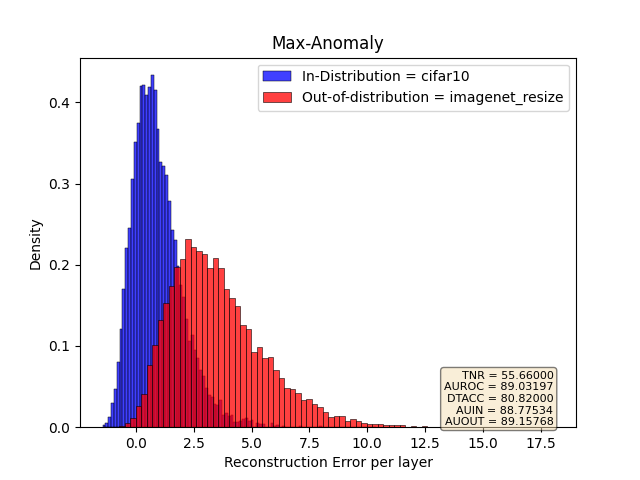 Max-Anomaly
In-Distribution = cifar10
Out-of-distribution = imagenet_resize
Density
0.4
0.3
0.2
0.1
0.0
TNR = 55.66000
AUROC = 89.03197
DTACC = 80.82000
AUIN = 88.77534
AUOUT = 89.15768
0.0 2.5 5.0 7.5 10.0 12.5 15.0 17.5
Reconstruction Error per layer